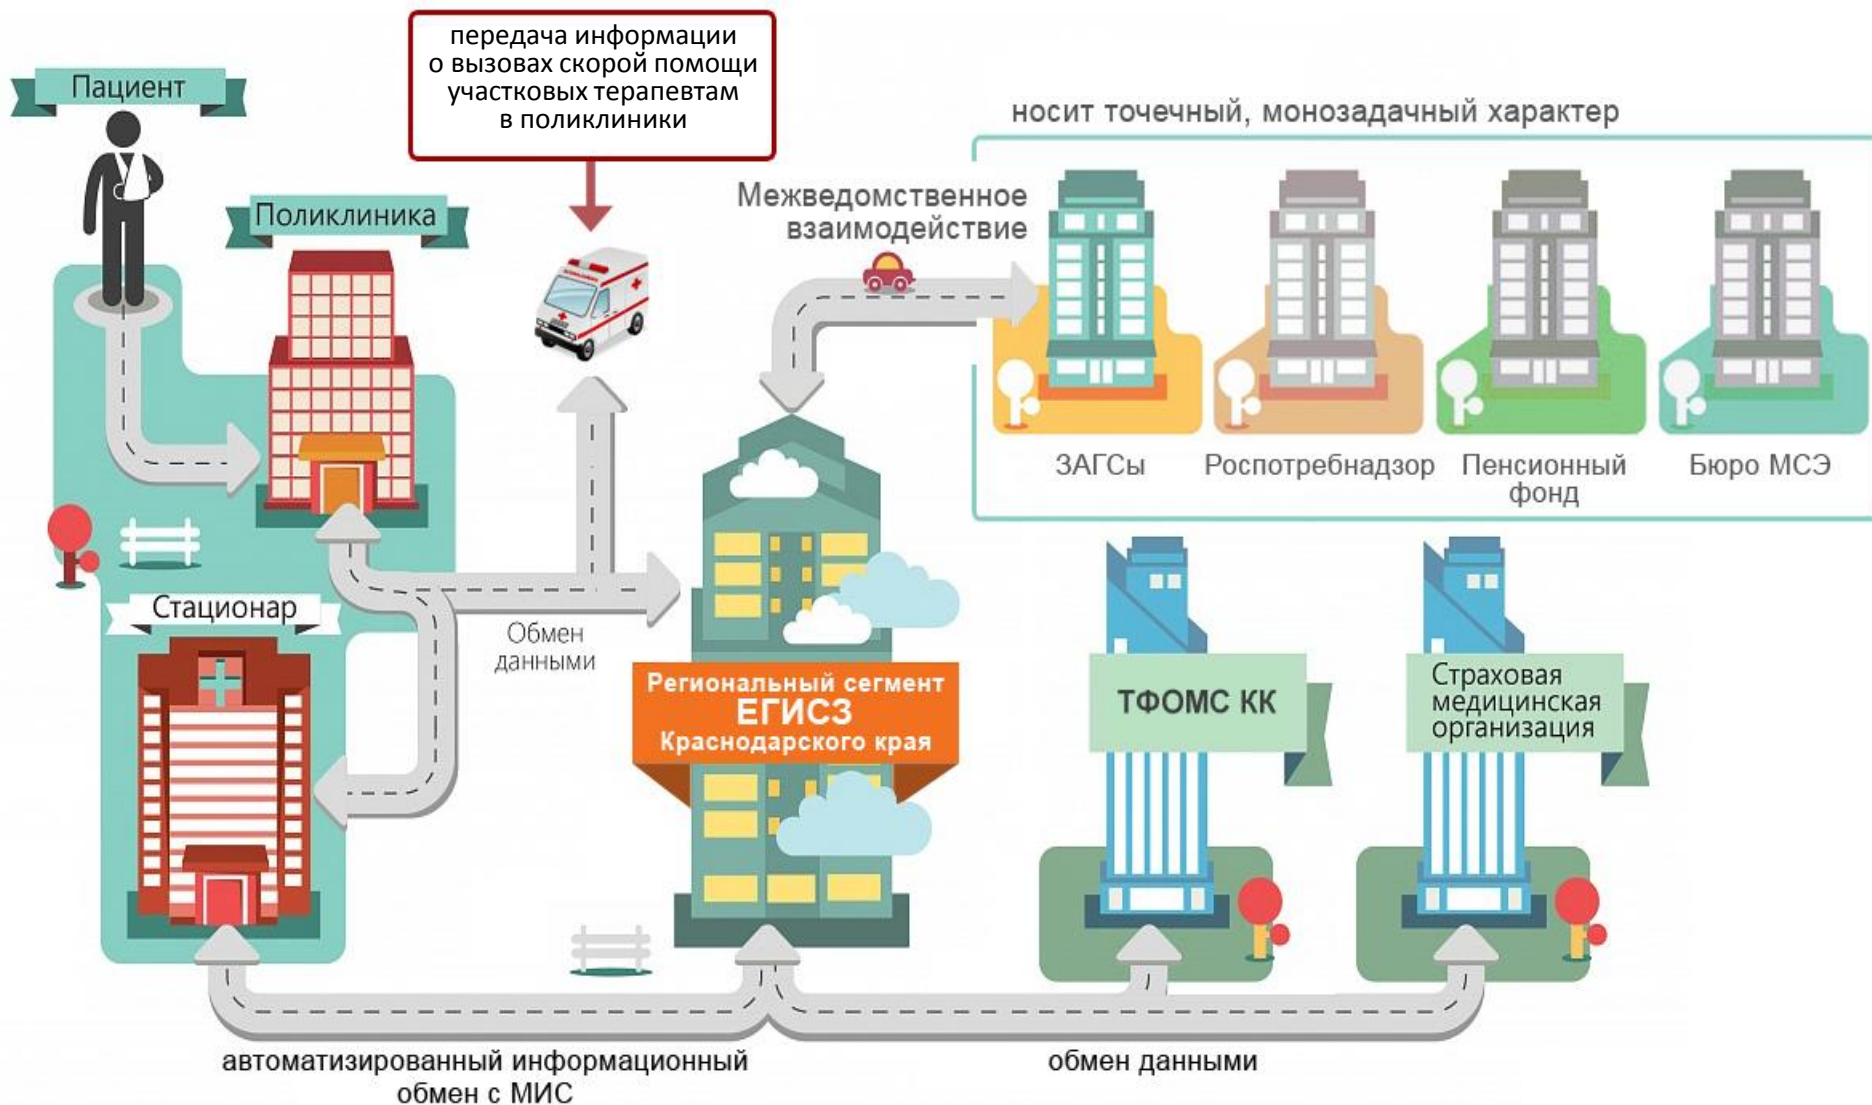 передача информации
о вызовах скорой помощи
участковых терапевтам
в поликлиники
Пациент
носит точечный, монозадачный характер
Поликлиника
Межведомственное
взаимодействие
ЗАГСы
Роспотребнадзор
Пенсионный
фонд
Бюро МСЭ
Стационар
Обмен
данными
Региональный сегмент
ЕГИСЗ
Краснодарского края
ТФОМС КК
Страховая
медицинская
организация
автоматизированный информационный
обмен с МИС
обмен данными